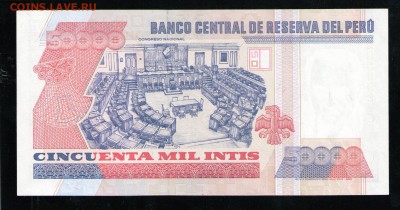 COINS.LAVE.RU
50000
BANCO CENTRAL DE RESERVA DEL PERÚ
CONGRESO NACIONAL
CINCUENTA MIL INTIS
50000